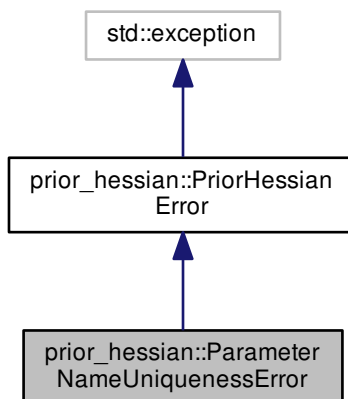 std::exception
prior_hessian::PriorHessian
Error
prior_hessian::Parameter
NameUniquenessError